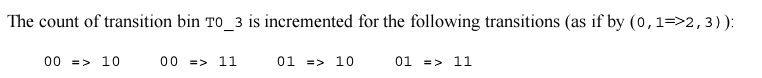 The count of transition bin T0_3 is incremented for the following transitions (as if by (0,1=>2,3)):
00 => 10 00 => 11 01 => 10 01 => 11